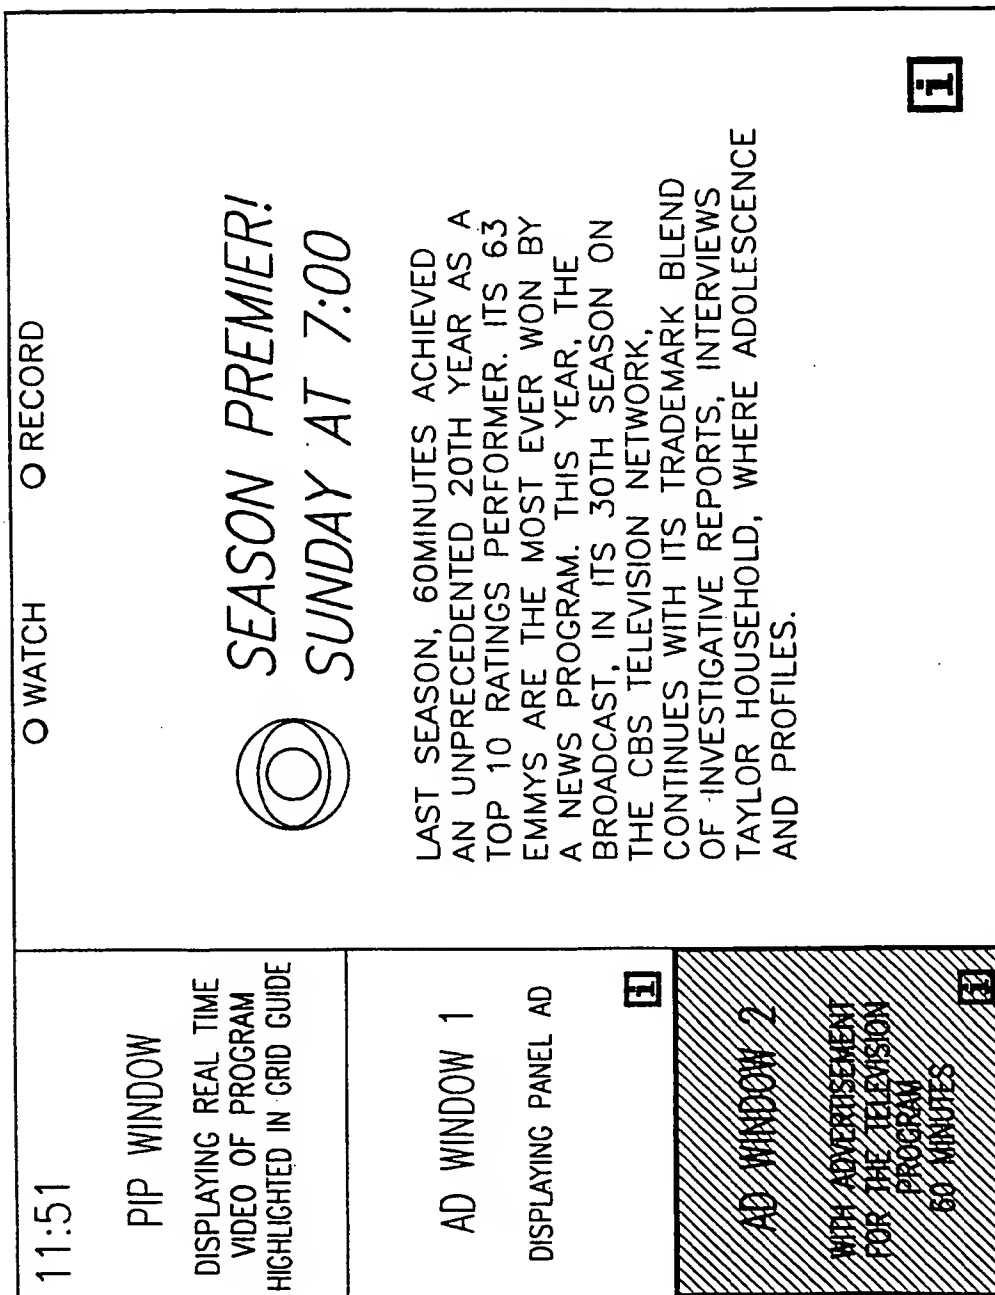 11:51
PIP WINDOW
DISPLAYING REAL TIME
VIDEO OF PROGRAM
HIGHLIGHTED IN GRID GUIDE
AD WINDOW 1
DISPLAYING PANEL AD
i
AD WINDOW 2
WITH ADVERTISEMENT
FOR THE TELEVISION
PROGRAM
60 MINUTES
O WATCH O RECORD
SEASON PREMIER!
SUNDAY AT 7:00
LAST SEASON, 60MINUTES ACHIEVED
AN UNPRECEDENTED 20TH YEAR AS A
TOP 10 RATINGS PERFORMER. ITS 63
EMMYS ARE THE MOST EVER WON BY
A NEWS PROGRAM. THIS YEAR, THE
BROADCAST, IN ITS 30TH SEASON ON
THE CBS TELEVISION NETWORK,
CONTINUES WITH ITS TRADEMARK BLEND
OF INVESTIGATIVE REPORTS, INTERVIEWS
TAYLOR HOUSEHOLD, WHERE ADOLESCENCE
AND PROFILES.
i